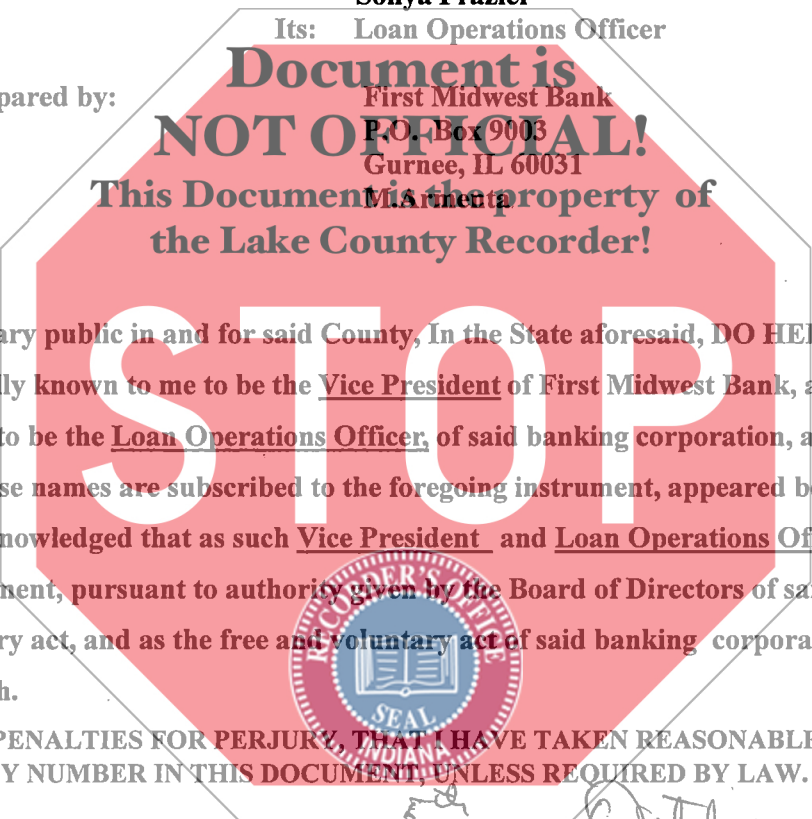 Sonya Frazier
Its: Loan Operations Officer
Document is
pared by: First Midwest Bank
NOT OFFICIAL!
P.O. Box 9003
Gurnee, IL 60031
This Document is the property of
M.Armenta
the Lake County Recorder!
ary public in and for said County, In the State aforesaid, DO HE
lly known to me to be the Vice President of First Midwest Bank, a
to be the Loan Operations Officer, of said banking corporation, a
se names are subscribed to the foregoing instrument, appeared b
nowledged that as such Vice President and Loan Operations Of
ment, pursuant to authority given by the Board of Directors of sa
ry act, and as the free and voluntary act of said banking corpora
h.
STOP
RECORDER'S OFFICE
SEAL
INDIANA
PENALTIES FOR PERJURY, THAT I HAVE TAKEN REASONABLE
Y NUMBER IN THIS DOCUMENT, UNLESS REQUIRED BY LAW.